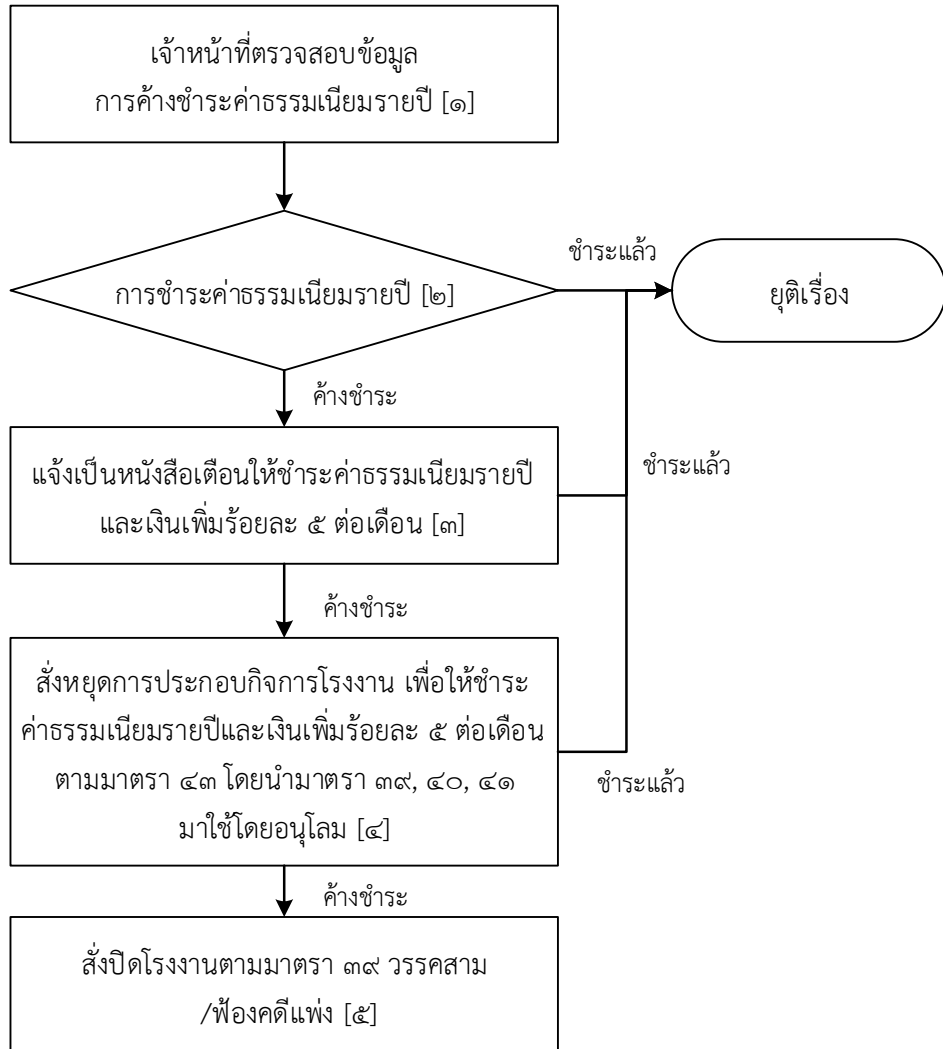 เจ้าหน้าที่ตรวจสอบข้อมูล
การค้างชำระค่าธรรมเนียมรายปี [๑]
ชำระแล้ว
การชำระค่าธรรมเนียมรายปี [๒]
ยุติเรื่อง
ค้างชำระ
แจ้งเป็นหนังสือเตือนให้ชำระค่าธรรมเนียมรายปี
และเงินเพิ่มร้อยละ ๕ ต่อเดือน [๓]
ชำระแล้ว
ค้างชำระ
สั่งหยุดการประกอบกิจการโรงงาน เพื่อให้ชำระ
ค่าธรรมเนียมรายปีและเงินเพิ่มร้อยละ ๕ ต่อเดือน
ตามมาตรา ๔๓ โดยนำมาตรา ๓๙, ๔๐, ๔๑
มาใช้โดยอนุโลม [๔]
ชำระแล้ว
ค้างชำระ
สั่งปิดโรงงานตามมาตรา ๓๙ วรรคสาม
/ฟ้องคดีแพ่ง [๕]